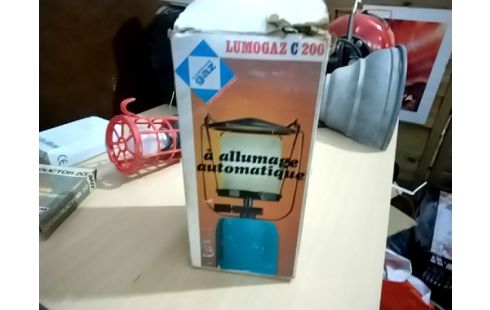 LUMOGAZ C 200
gaz
à allumage
automatique